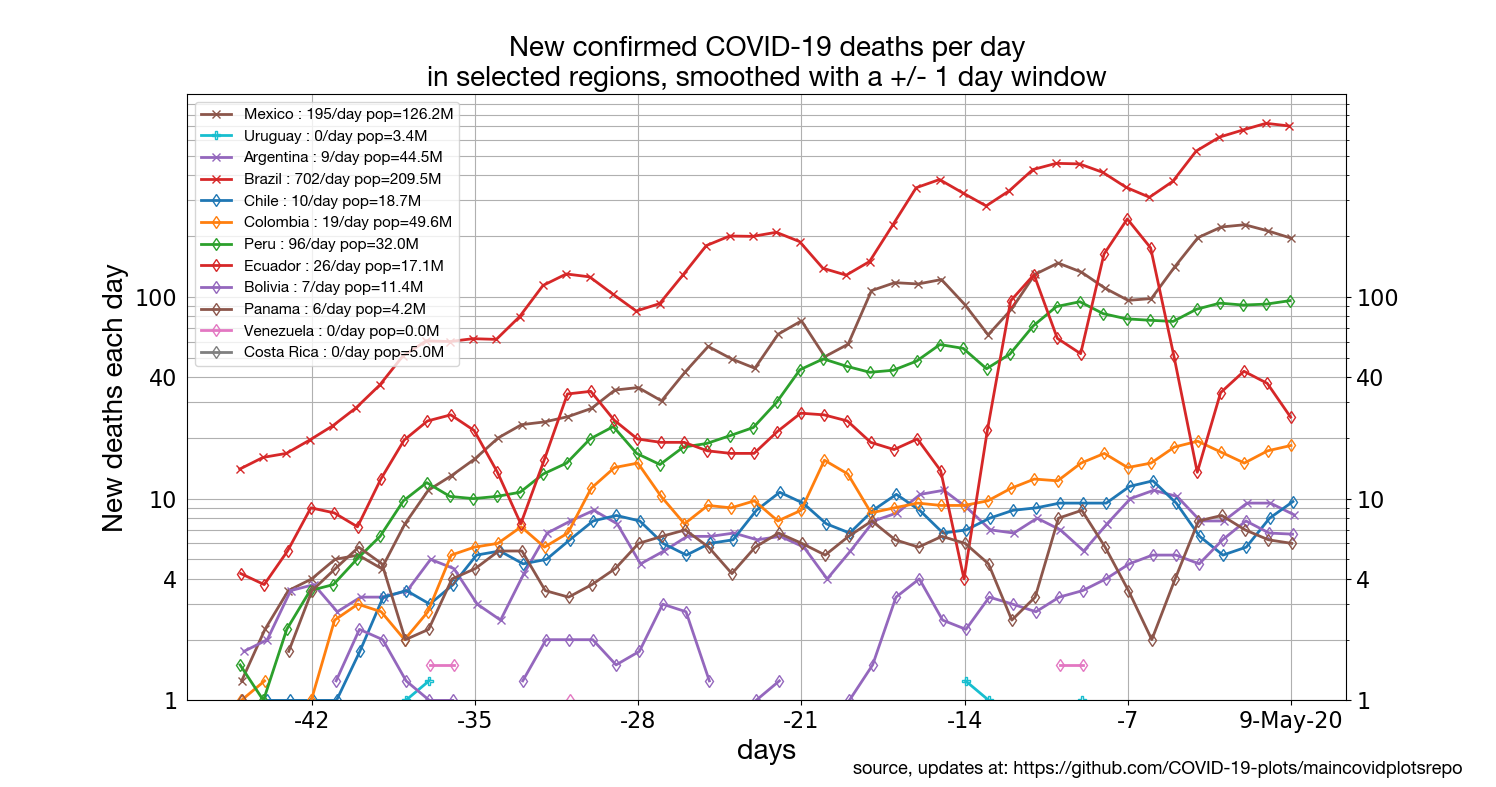 New confirmed COVID-19 deaths per day
in selected regions, smoothed with a +/- 1 day window
Mexico : 195/day pop=126.2M
Uruguay : 0/day pop=3.4M
Argentina : 9/day pop=44.5M
Brazil : 702/day pop=209.5M
Chile : 10/day pop=18.7M
Colombia : 19/day pop=49.6M
Peru : 96/day pop=32.0M
Ecuador : 26/day pop=17.1M
Bolivia : 7/day pop=11.4M
Panama : 6/day pop=4.2M
Venezuela : 0/day pop=0.0M
Costa Rica : 0/day pop=5.0M
New deaths each day
100
40
10
4
1
100
40
10
4
1
-42 -35 -28 -21 -14 -7 9-May-20
days
source, updates at: https://github.com/COVID-19-plots/maincovidplotsrepo